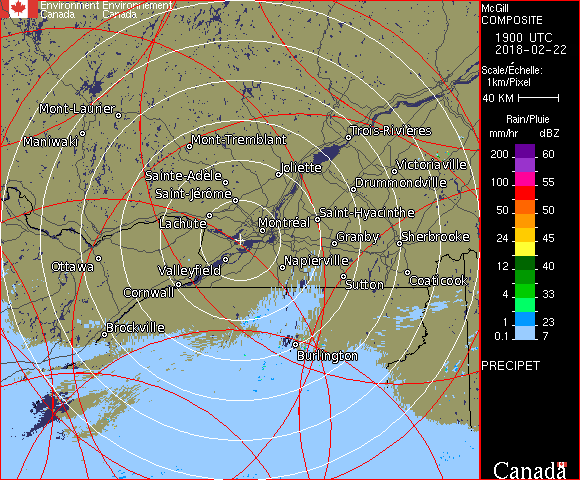 Environment Environnement
Canada Canada
McGill
COMPOSITE
1900 UTC
2018-02-22
Scale/Échelle:
1km/Pixel
40 KM
Rain/Pluie
mm/hr dBZ
200 60
155
100 55
50 50
24 45
12 40
4 33
1 23
0.1 7
PRECIPET
Canada
Mont-Laurier
Maniwaki
Mont-Tremblant
Trois-Rivières
Joliette
Victoriaville
Sainte-Adèle
Drummondville
Saint-Jérôme
Lachute
Saint-Hyacinthe
Montréal
Granby
Sherbrooke
Ottawa
Valleyfield
Napierville
Cornwall
Sutton
Coaticook
Brockville
Burlington